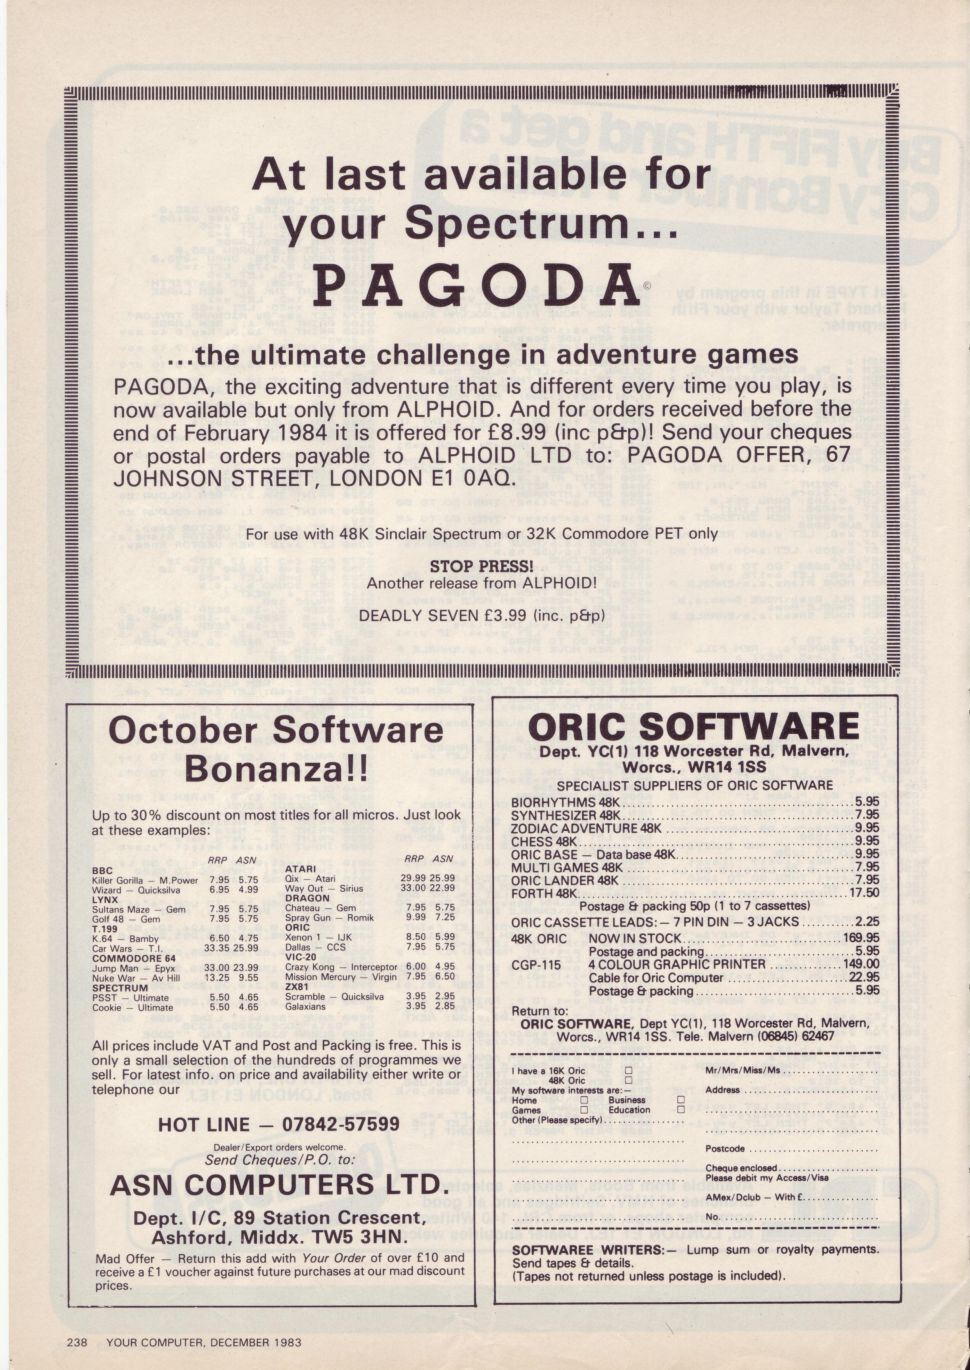 At last available for
your Spectrum...
PAGODA©
...the ultimate challenge in adventure games
PAGODA, the exciting adventure that is different every time you play, is
now available but only from ALPHOID. And for orders received before the
end of February 1984 it is offered for £8.99 (inc p&p)! Send your cheques
or postal orders payable to ALPHOID LTD to: PAGODA OFFER, 67
JOHNSON STREET, LONDON E1 0AQ.
For use with 48K Sinclair Spectrum or 32K Commodore PET only
STOP PRESS!
Another release from ALPHOID!
DEADLY SEVEN £3.99 (inc. p&p)
October Software
Bonanza!!
Up to 30% discount on most titles for all micros. Just look
at these examples:
RRP ASN
BBC
Killer Gorilla — M.Power 7.95 5.75
Wizard — Quicksilva 6.95 4.99
LYNX
Sultans Maze — Gem 7.95 5.75
Golf 48 — Gem 7.95 5.75
T.199
K.64 — Bamby 6.50 4.75
Car Wars — T.I. 33.35 25.99
COMMODORE 64
Jump Man — Epyx 33.00 23.99
Nuke War — Av Hill 13.25 9.55
SPECTRUM
PSST — Ultimate 5.50 4.65
Cookie — Ultimate 5.50 4.65
RRP ASN
ATARI
Qix — Atari 29.99 25.99
Way Out — Sirius 33.00 22.99
DRAGON
Chateau — Gem 7.95 5.75
Spray Gun — Romik 9.99 7.25
ORIC
Xenon 1 — IJK 8.50 5.99
Dallas — CCS 7.95 5.75
VIC-20
Crazy Kong — Interceptor 6.00 4.95
Mission Mercury — Virgin 7.95 6.50
ZX81
Scramble — Quicksilva 3.95 2.95
Galaxians 3.95 2.85
All prices include VAT and Post and Packing is free. This is
only a small selection of the hundreds of programmes we
sell. For latest info. on price and availability either write or
telephone our
HOT LINE — 07842-57599
Dealer/Export orders welcome.
Send Cheques/P.O. to:
ASN COMPUTERS LTD.
Dept. I/C, 89 Station Crescent,
Ashford, Middx. TW5 3HN.
Mad Offer — Return this add with Your Order of over £10 and
receive a £1 voucher against future purchases at our mad discount
prices.
ORIC SOFTWARE
Dept. YC(1) 118 Worcester Rd, Malvern,
Worcs., WR14 1SS
SPECIALIST SUPPLIERS OF ORIC SOFTWARE
BIORHYTHMS 48K 5.95
SYNTHESIZER 48K 7.95
ZODIAC ADVENTURE 48K 9.95
CHESS 48K 9.95
ORIC BASE — Data base 48K 9.95
MULTI GAMES 48K 7.95
ORIC LANDER 48K 7.95
FORTH 48K 17.50
Postage & packing 50p (1 to 7 cassettes)
ORIC CASSETTE LEADS:— 7 PIN DIN — 3 JACKS 2.25
48K ORIC NOW IN STOCK 169.95
Postage and packing 5.95
CGP-115 4 COLOUR GRAPHIC PRINTER 149.00
Cable for Oric Computer 22.95
Postage & packing 5.95
Return to:
ORIC SOFTWARE, Dept YC(1), 118 Worcester Rd, Malvern,
Worcs., WR14 1SS. Tele. Malvern (06845) 62467
I have a 16K Oric
48K Oric
My software interests are:—
Home Business
Games Education
Other (Please specify)
Mr/Mrs/Miss/Ms
Address
Postcode
Cheque enclosed
Please debit my Access/Visa
AMex/Dclub — With £
No.
SOFTWAREE WRITERS:— Lump sum or royalty payments.
Send tapes & details.
(Tapes not returned unless postage is included).
238 YOUR COMPUTER, DECEMBER 1983